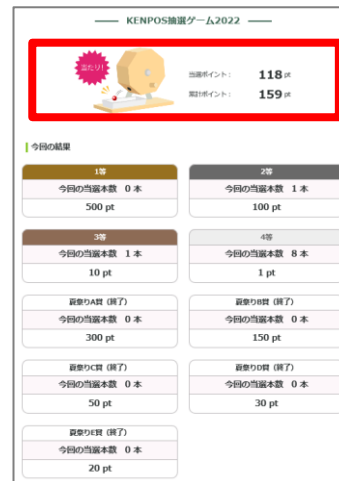 KENPOS抽選ゲーム2022
当たり!
当選ポイント： 118 pt
累計ポイント： 159 pt
今回の結果
1等
今回の当選本数 0 本
500 pt
2等
今回の当選本数 1 本
100 pt
3等
今回の当選本数 1 本
10 pt
4等
今回の当選本数 8 本
1 pt
夏祭りA賞 (終了)
今回の当選本数 0 本
300 pt
夏祭りB賞 (終了)
今回の当選本数 0 本
150 pt
夏祭りC賞 (終了)
今回の当選本数 0 本
50 pt
夏祭りD賞 (終了)
今回の当選本数 0 本
30 pt
夏祭りE賞 (終了)
今回の当選本数 0 本
20 pt